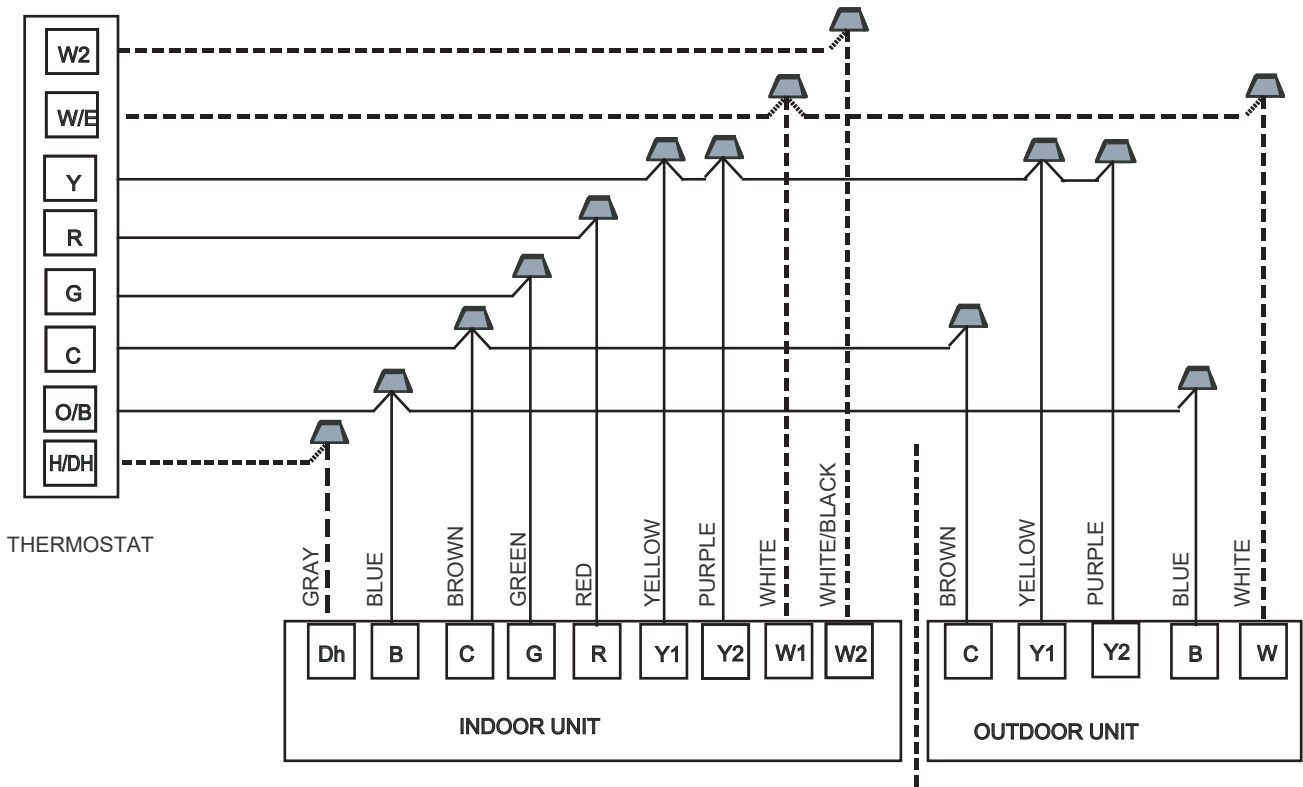 W2
W/E
Y
R
G
C
O/B
H/DH
THERMOSTAT
GRAY
BLUE
BROWN
GREEN
RED
YELLOW
PURPLE
WHITE
WHITE/BLACK
BROWN
YELLOW
PURPLE
BLUE
WHITE
Dh B C G R Y1 Y2 W1 W2
INDOOR UNIT
C Y1 Y2 B W
OUTDOOR UNIT